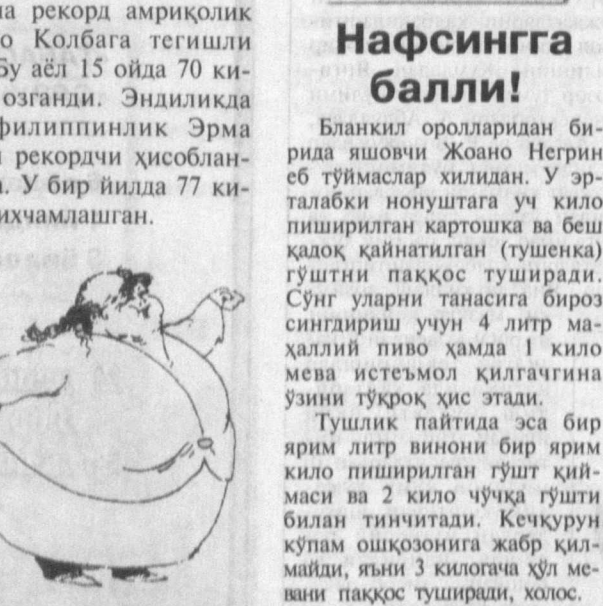 на рекорд амриқолик
о Колбага тегишли
Бу аёл 15 ойда 70 ки-
озганди. Эндиликда
филиппинлик Эрма
рекордчи ҳисоблан-
а. У бир йилда 77 ки-
ихчамлашган.
Нафсингга
балли!
Бланкил оролларидан би-
рида яшовчи Жоано Негрин
еб тўймаслар хилидан. У эр-
талабки нонуштага уч кило
пиширилган картошка ва беш
қадоқ қайнатилган (тушенка)
гўштни паққос туширади.
Сўнг уларни танасига бироз
сингдириш учун 4 литр ма-
ҳаллий пиво ҳамда 1 кило
мева истеъмол қилгачгина
ўзини тўқроқ ҳис этади.
Тушлик пайтида эса бир
ярим литр винони бир ярим
кило пиширилган гўшт қий-
маси ва 2 кило чўчқа гўшти
билан тинчитади. Кечқурун
кўпам ошқозонига жабр қил-
майди, яъни 3 килогача ҳўл ме-
вани паққос туширади, холос.